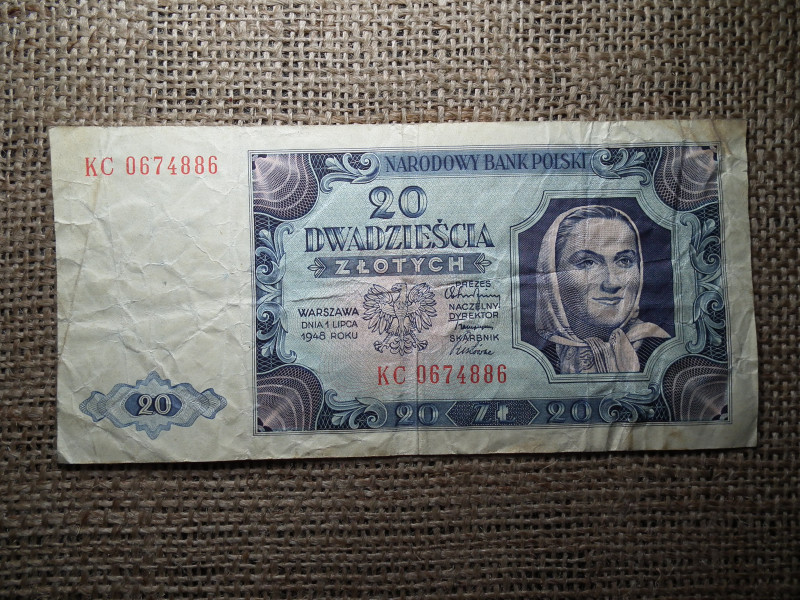 KC 0674886
NARODOWY BANK POLSKI
20
DWADZIEŚCIA
ZŁOTYCH
WARSZAWA
DNIA 1 LIPCA
1948 ROKU
PREZES
NACZELNY
DYREKTOR
SKARBNIK
KC 0674886
20
20 ZŁ 20